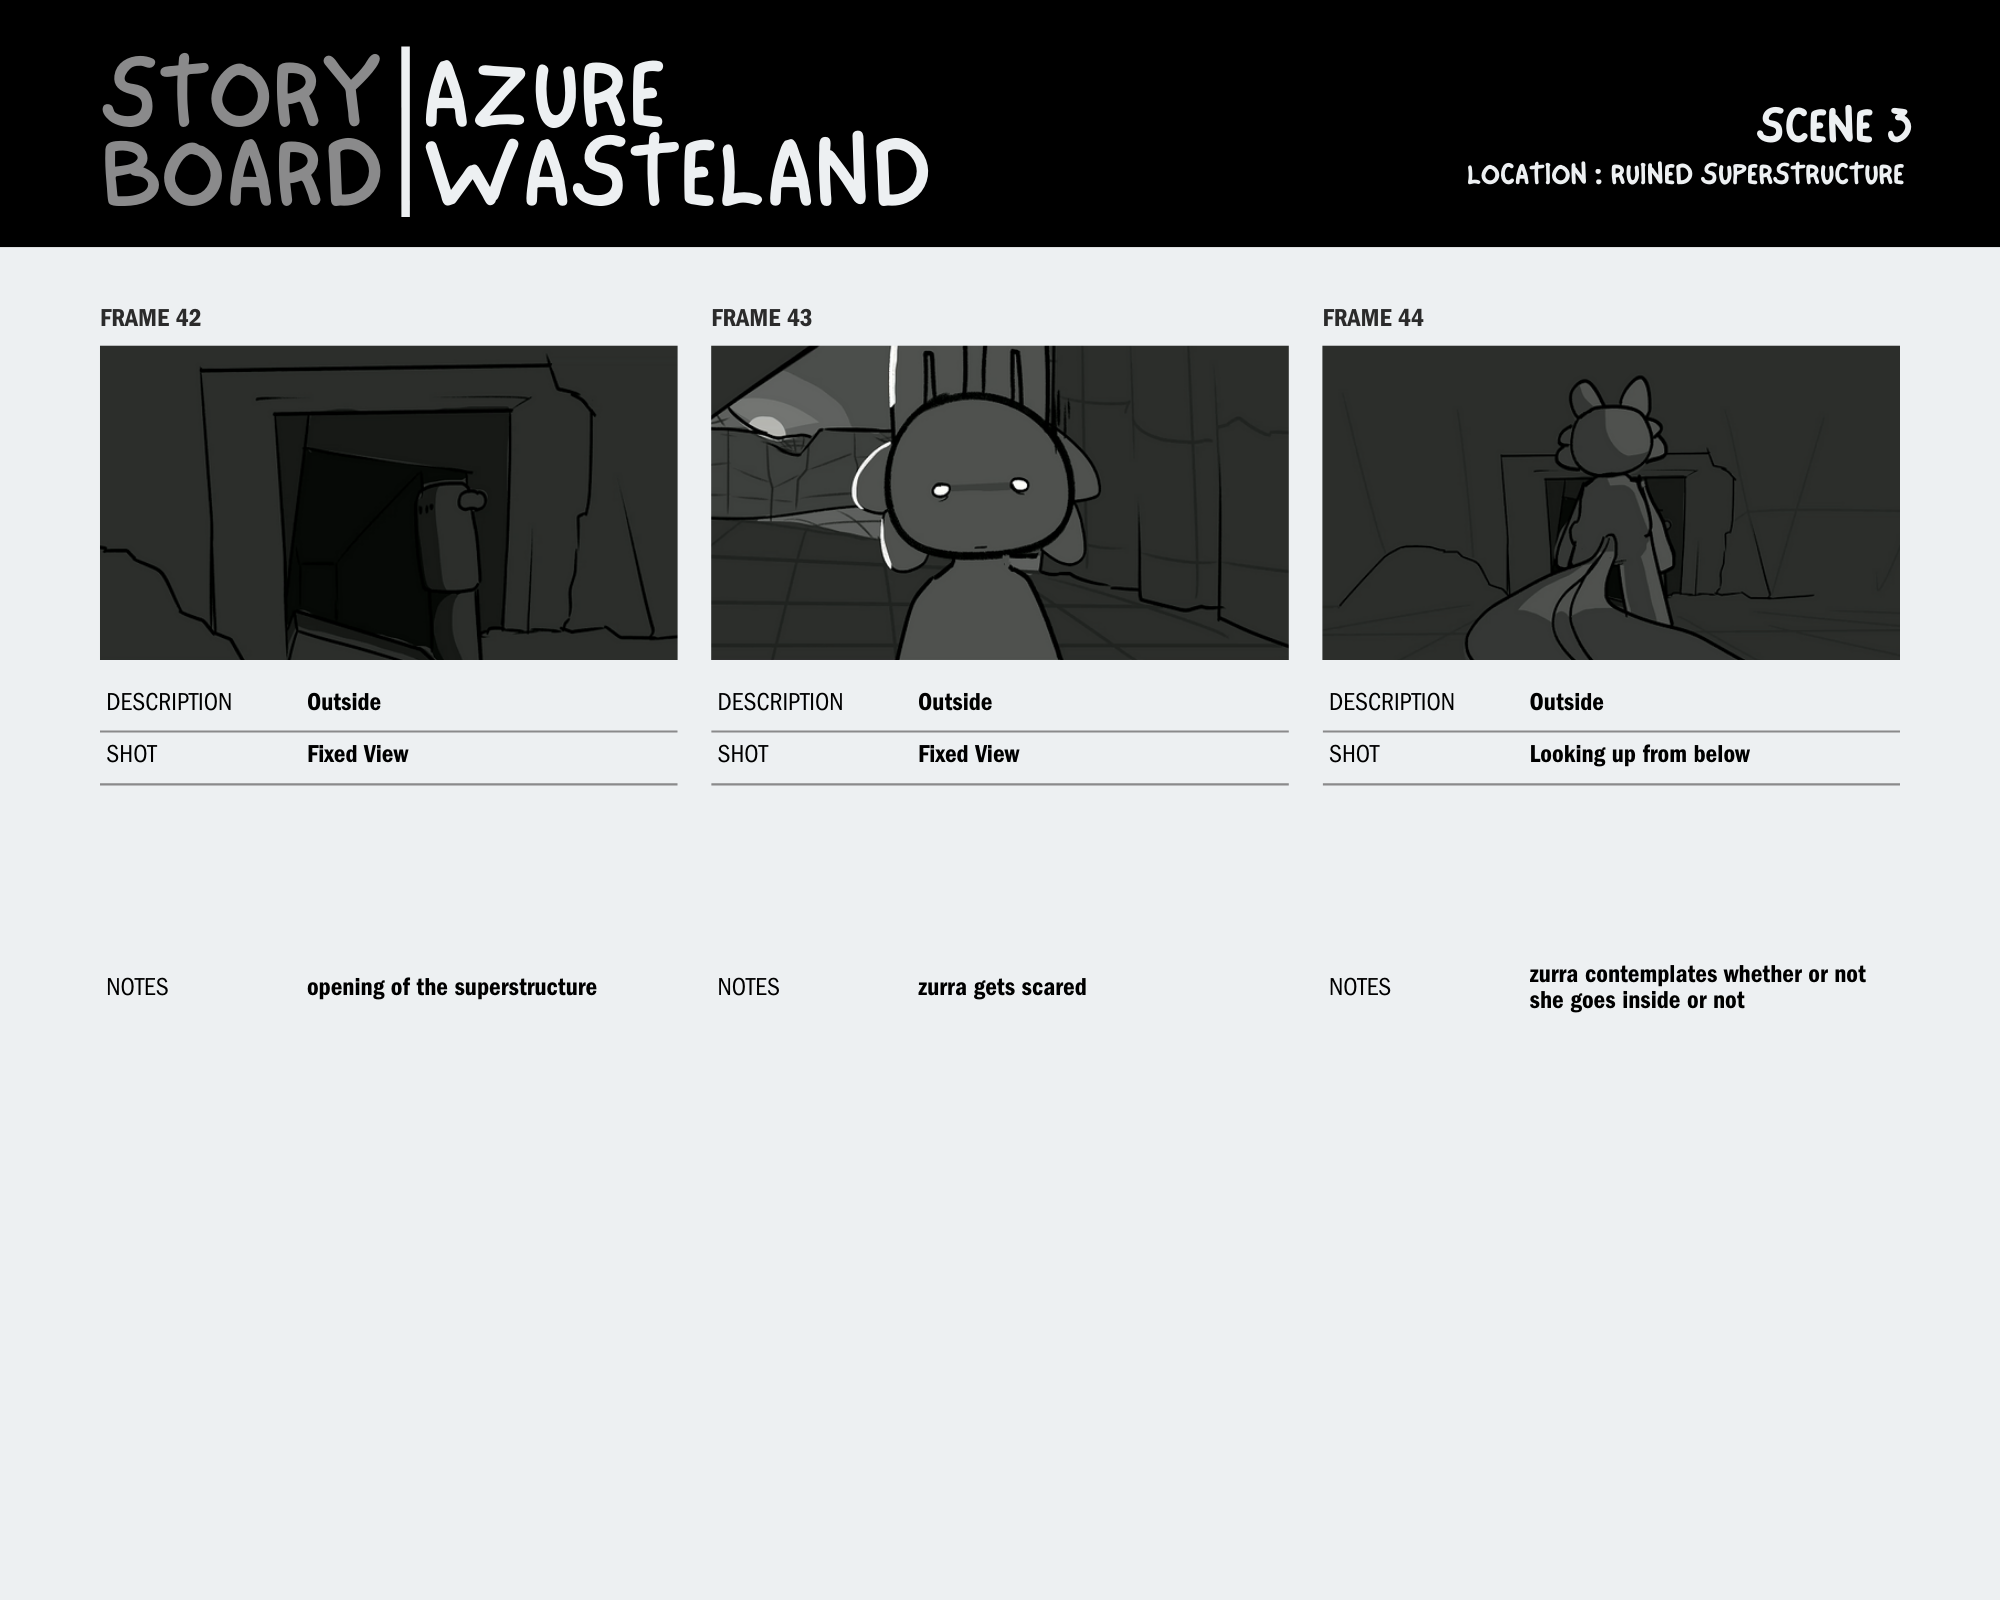 STORY
BOARD
AZURE
WASTELAND
SCENE 3
LOCATION : RUINED SUPERSTRUCTURE
FRAME 42
DESCRIPTION Outside
SHOT Fixed View
NOTES opening of the superstructure
FRAME 43
DESCRIPTION Outside
SHOT Fixed View
NOTES zurra gets scared
FRAME 44
DESCRIPTION Outside
SHOT Looking up from below
NOTES zurra contemplates whether or not
she goes inside or not